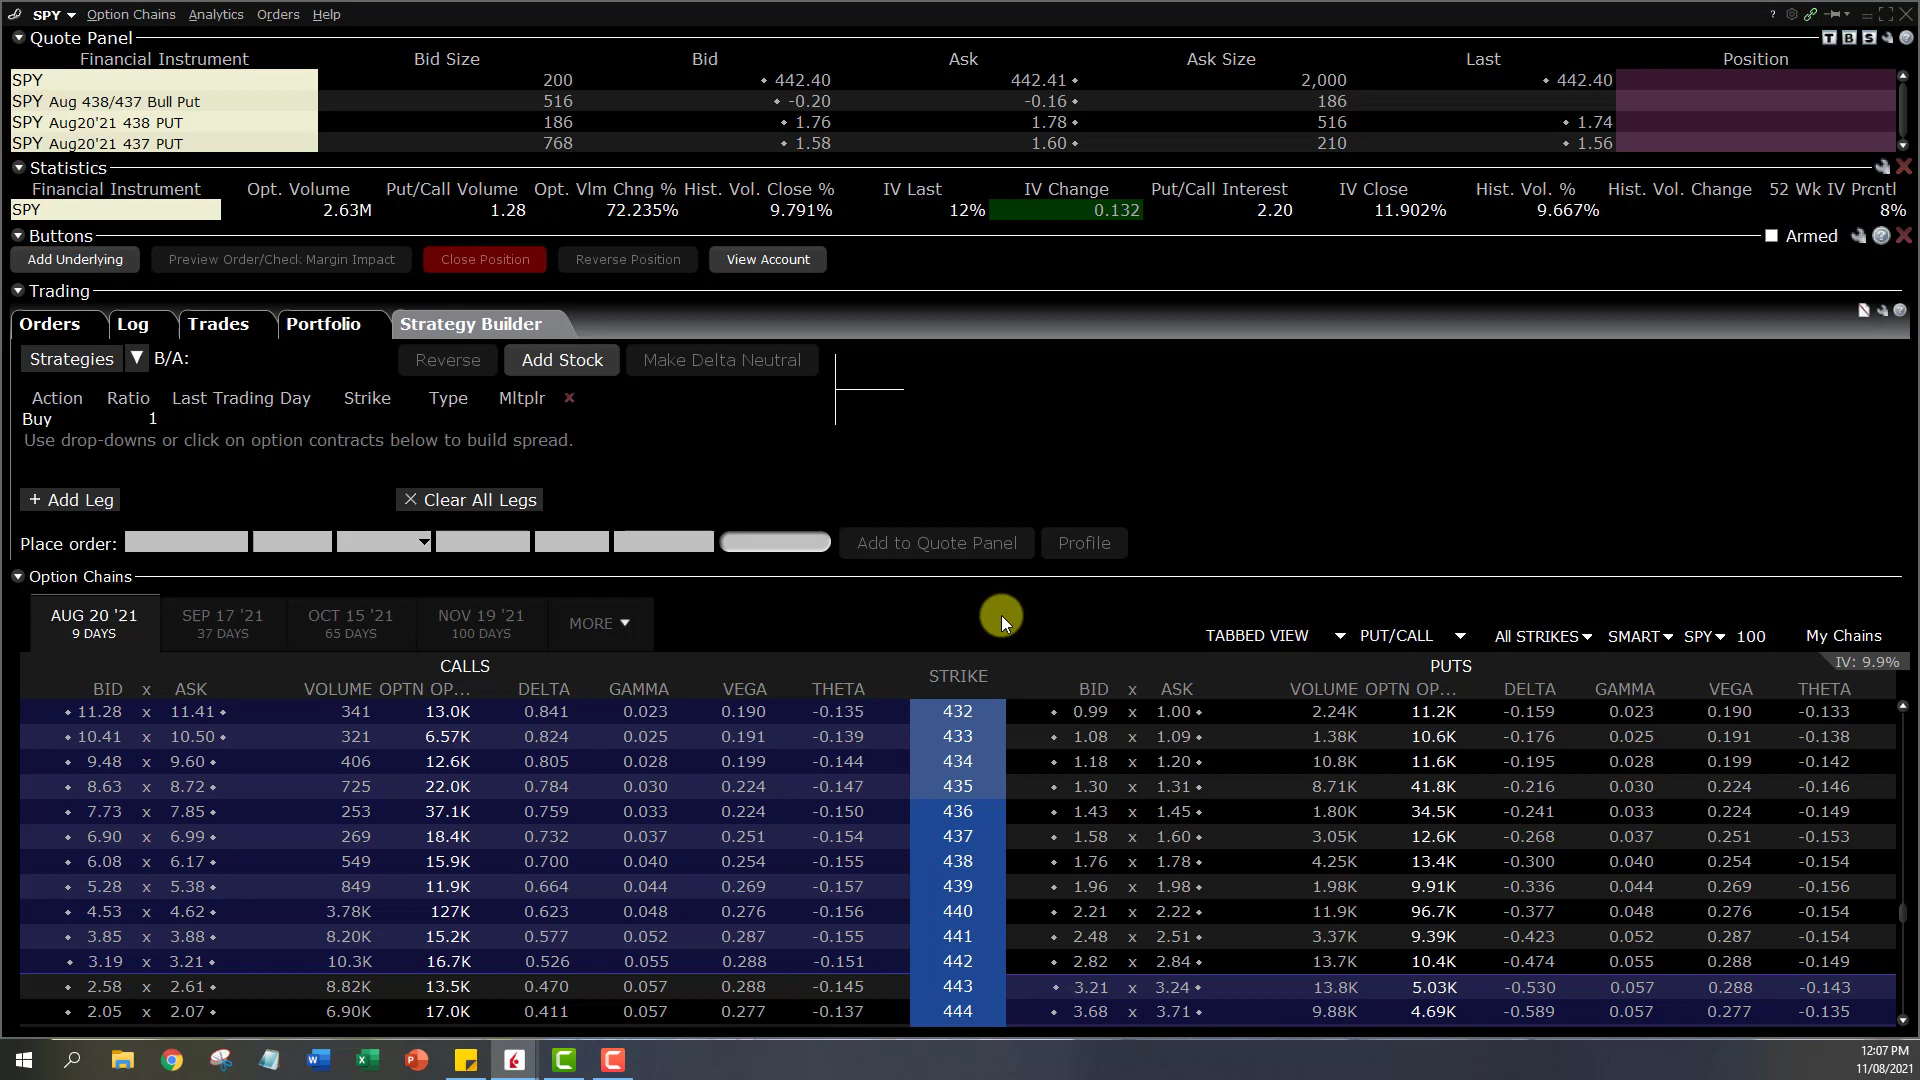 SPY Option Chains Analytics Orders Help ?
Quote Panel T B S ?
Financial Instrument Bid Size Bid Ask Ask Size Last Position
SPY 200 442.40 442.41 2,000 442.40
SPY Aug 438/437 Bull Put 516 -0.20 -0.16 186
SPY Aug20'21 438 PUT 186 1.76 1.78 516 1.74
SPY Aug20'21 437 PUT 768 1.58 1.60 210 1.56
Statistics
Financial Instrument Opt. Volume Put/Call Volume Opt. Vlm Chng % Hist. Vol. Close % IV Last IV Change Put/Call Interest IV Close Hist. Vol. % Hist. Vol. Change 52 Wk IV Prcntl
SPY 2.63M 1.28 72.235% 9.791% 12% 0.132 2.20 11.902% 9.667% 8%
Buttons Armed ?
Add Underlying Preview Order/Check Margin Impact Close Position Reverse Position View Account
Trading
Orders Log Trades Portfolio Strategy Builder ?
Strategies B/A: Reverse Add Stock Make Delta Neutral
Action Ratio Last Trading Day Strike Type Mltplr x
Buy 1
Use drop-downs or click on option contracts below to build spread.
+ Add Leg X Clear All Legs
Place order: Add to Quote Panel Profile
Option Chains
AUG 20 '21 SEP 17 '21 OCT 15 '21 NOV 19 '21 MORE
9 DAYS 37 DAYS 65 DAYS 100 DAYS
TABBED VIEW PUT/CALL All STRIKES SMART SPY 100 My Chains
CALLS STRIKE PUTS IV: 9.9%
BID x ASK VOLUME OPTN OP... DELTA GAMMA VEGA THETA BID x ASK VOLUME OPTN OP... DELTA GAMMA VEGA THETA
11.28 x 11.41 341 13.0K 0.841 0.023 0.190 -0.135 432 0.99 x 1.00 2.24K 11.2K -0.159 0.023 0.190 -0.133
10.41 x 10.50 321 6.57K 0.824 0.025 0.191 -0.139 433 1.08 x 1.09 1.38K 10.6K -0.176 0.025 0.191 -0.138
9.48 x 9.60 406 12.6K 0.805 0.028 0.199 -0.144 434 1.18 x 1.20 10.8K 11.6K -0.195 0.028 0.199 -0.142
8.63 x 8.72 725 22.0K 0.784 0.030 0.224 -0.147 435 1.30 x 1.31 8.71K 41.8K -0.216 0.030 0.224 -0.146
7.73 x 7.85 253 37.1K 0.759 0.033 0.224 -0.150 436 1.43 x 1.45 1.80K 34.5K -0.241 0.033 0.224 -0.149
6.90 x 6.99 269 18.4K 0.732 0.037 0.251 -0.154 437 1.58 x 1.60 3.05K 12.6K -0.268 0.037 0.251 -0.153
6.08 x 6.17 549 15.9K 0.700 0.040 0.254 -0.155 438 1.76 x 1.78 4.25K 13.4K -0.300 0.040 0.254 -0.154
5.28 x 5.38 849 11.9K 0.664 0.044 0.269 -0.157 439 1.96 x 1.98 1.98K 9.91K -0.336 0.044 0.269 -0.156
4.53 x 4.62 3.78K 127K 0.623 0.048 0.276 -0.156 440 2.21 x 2.22 11.9K 96.7K -0.377 0.048 0.276 -0.154
3.85 x 3.88 8.20K 15.2K 0.577 0.052 0.287 -0.155 441 2.48 x 2.51 3.37K 9.39K -0.423 0.052 0.287 -0.154
3.19 x 3.21 10.3K 16.7K 0.526 0.055 0.288 -0.151 442 2.82 x 2.84 13.7K 10.4K -0.474 0.055 0.288 -0.149
2.58 x 2.61 8.82K 13.5K 0.470 0.057 0.288 -0.145 443 3.21 x 3.24 13.8K 5.03K -0.530 0.057 0.288 -0.143
2.05 x 2.07 6.90K 17.0K 0.411 0.057 0.277 -0.137 444 3.68 x 3.71 9.88K 4.69K -0.589 0.057 0.277 -0.135
12:07 PM
11/08/2021